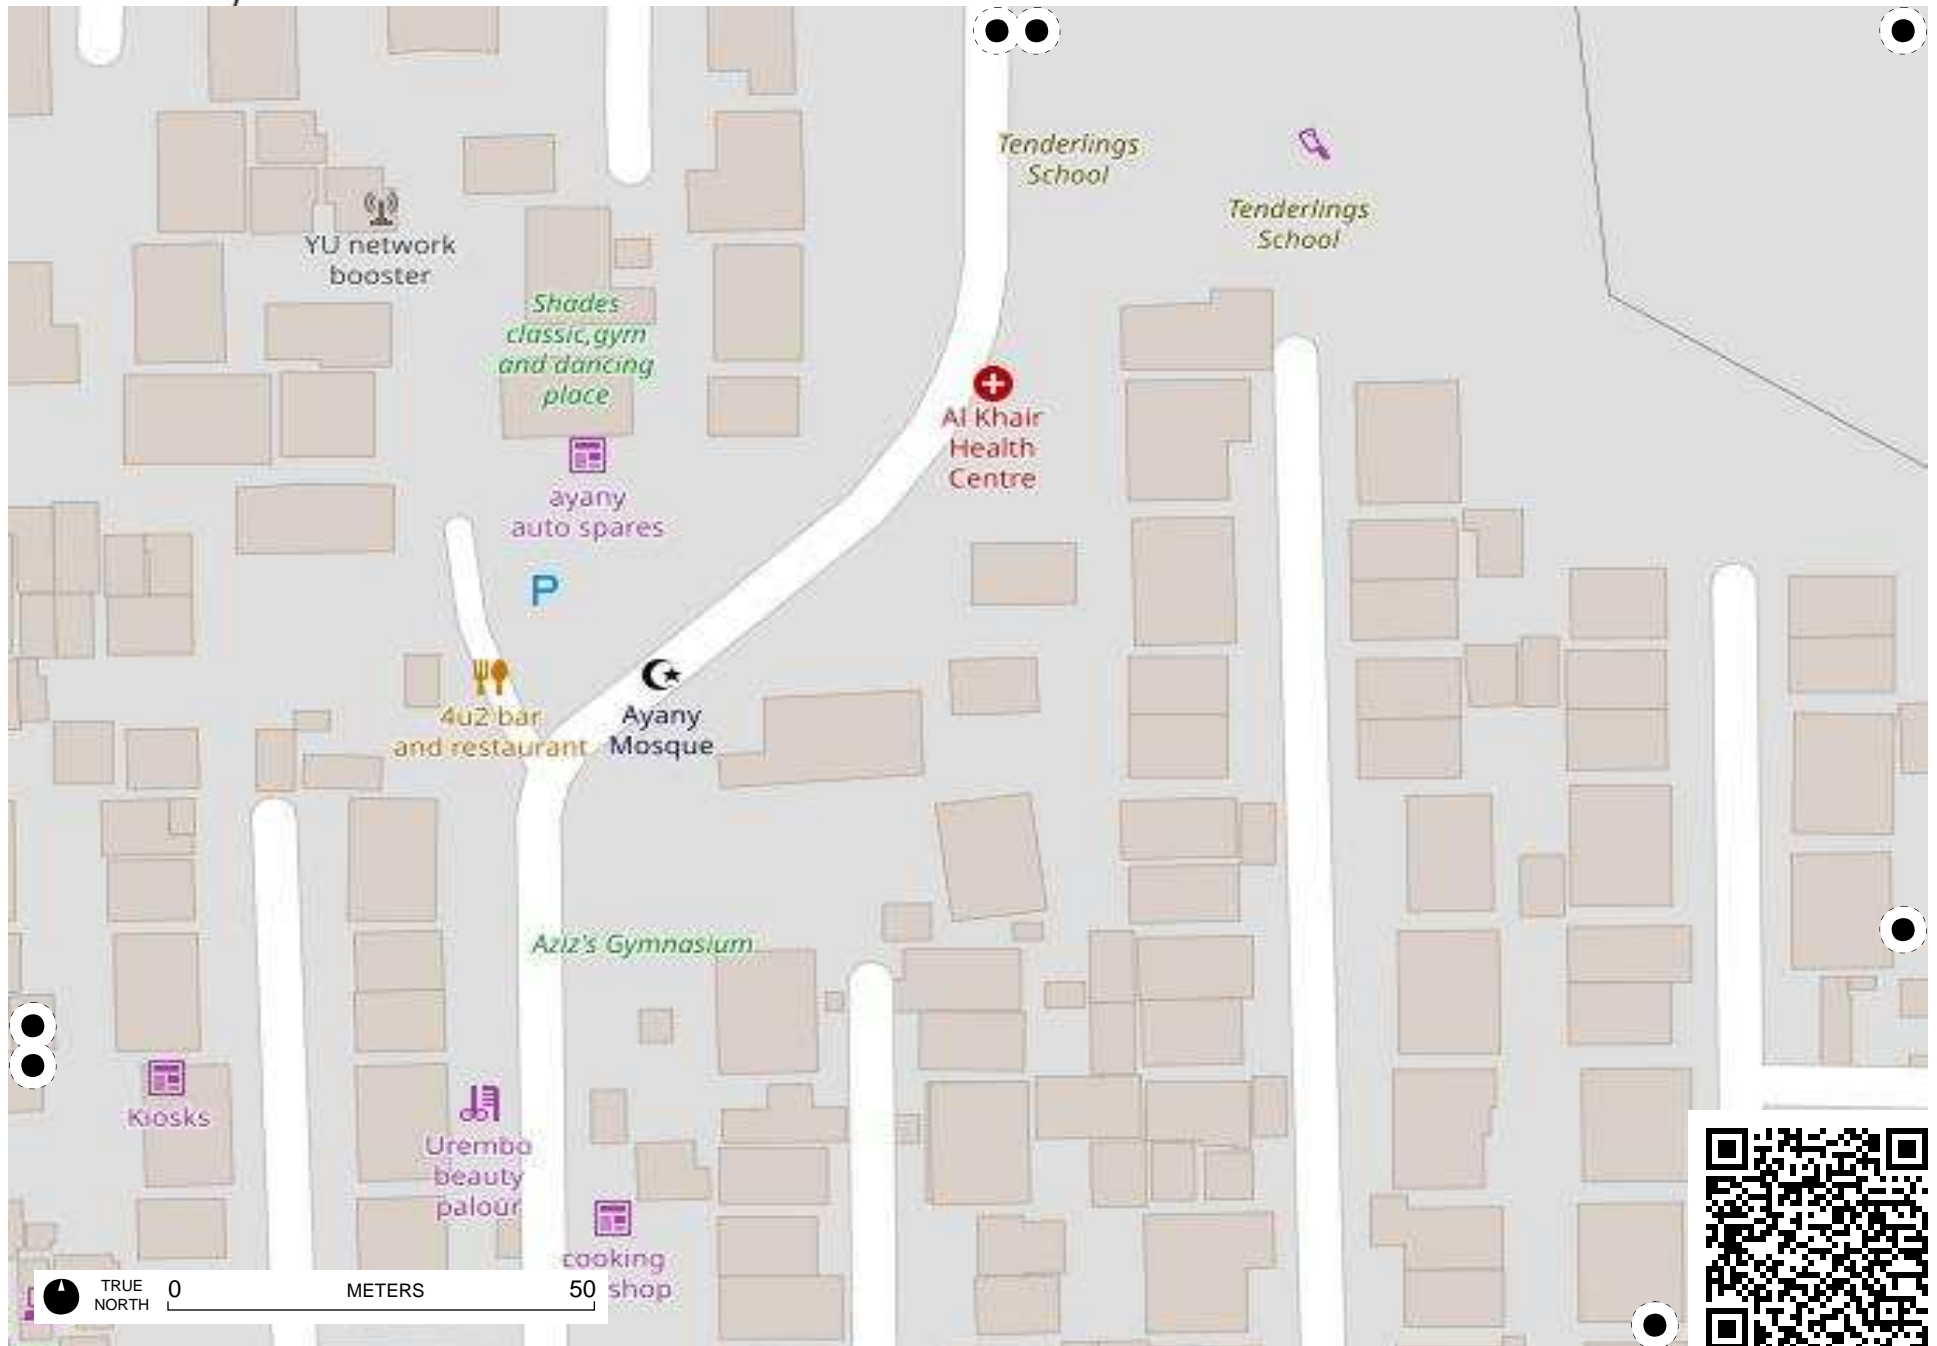 Tenderlings
School
Tenderlings
School
YU network
booster
Shades
classic,gym
and dancing
place
Al Khair
Health
Centre
ayany
auto spares
P
4u2 bar
and restaurant
Ayany
Mosque
Aziz's Gymnasium
Kiosks
Urembo
beauty
palour
cooking
shop
TRUE
NORTH
0 METERS 50